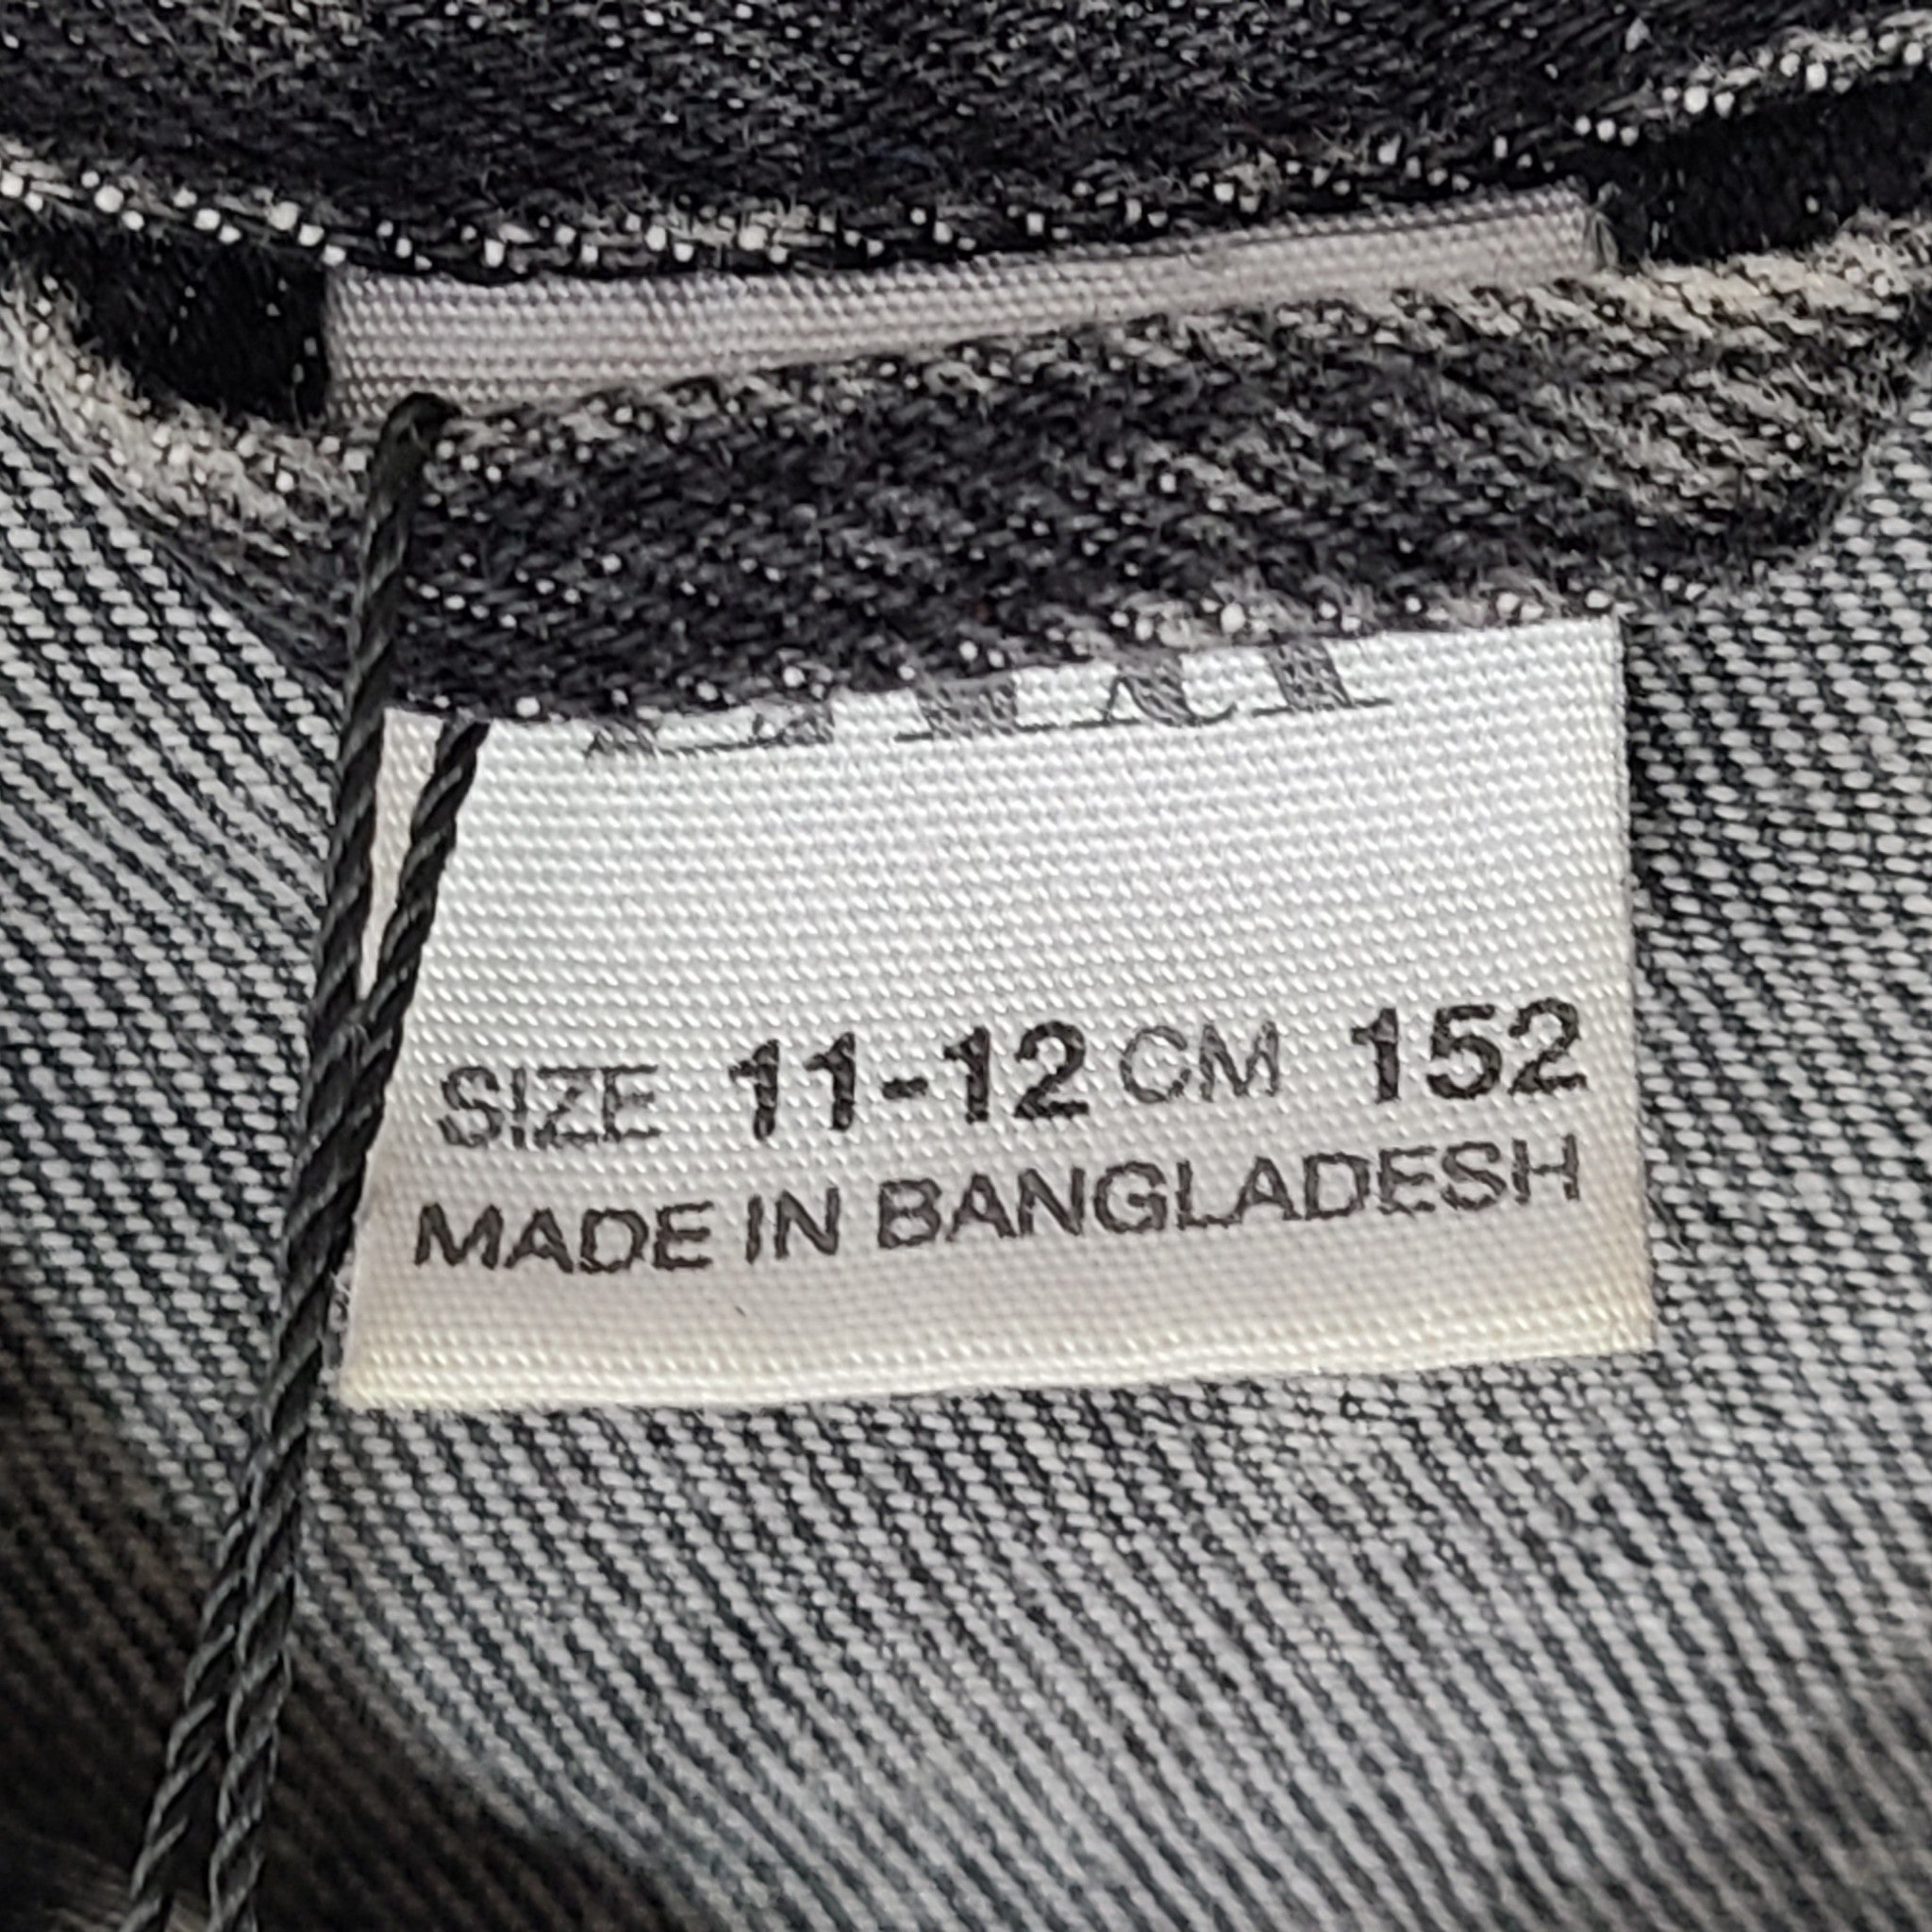 SIZE 11-12 CM 152
MADE IN BANGLADESH